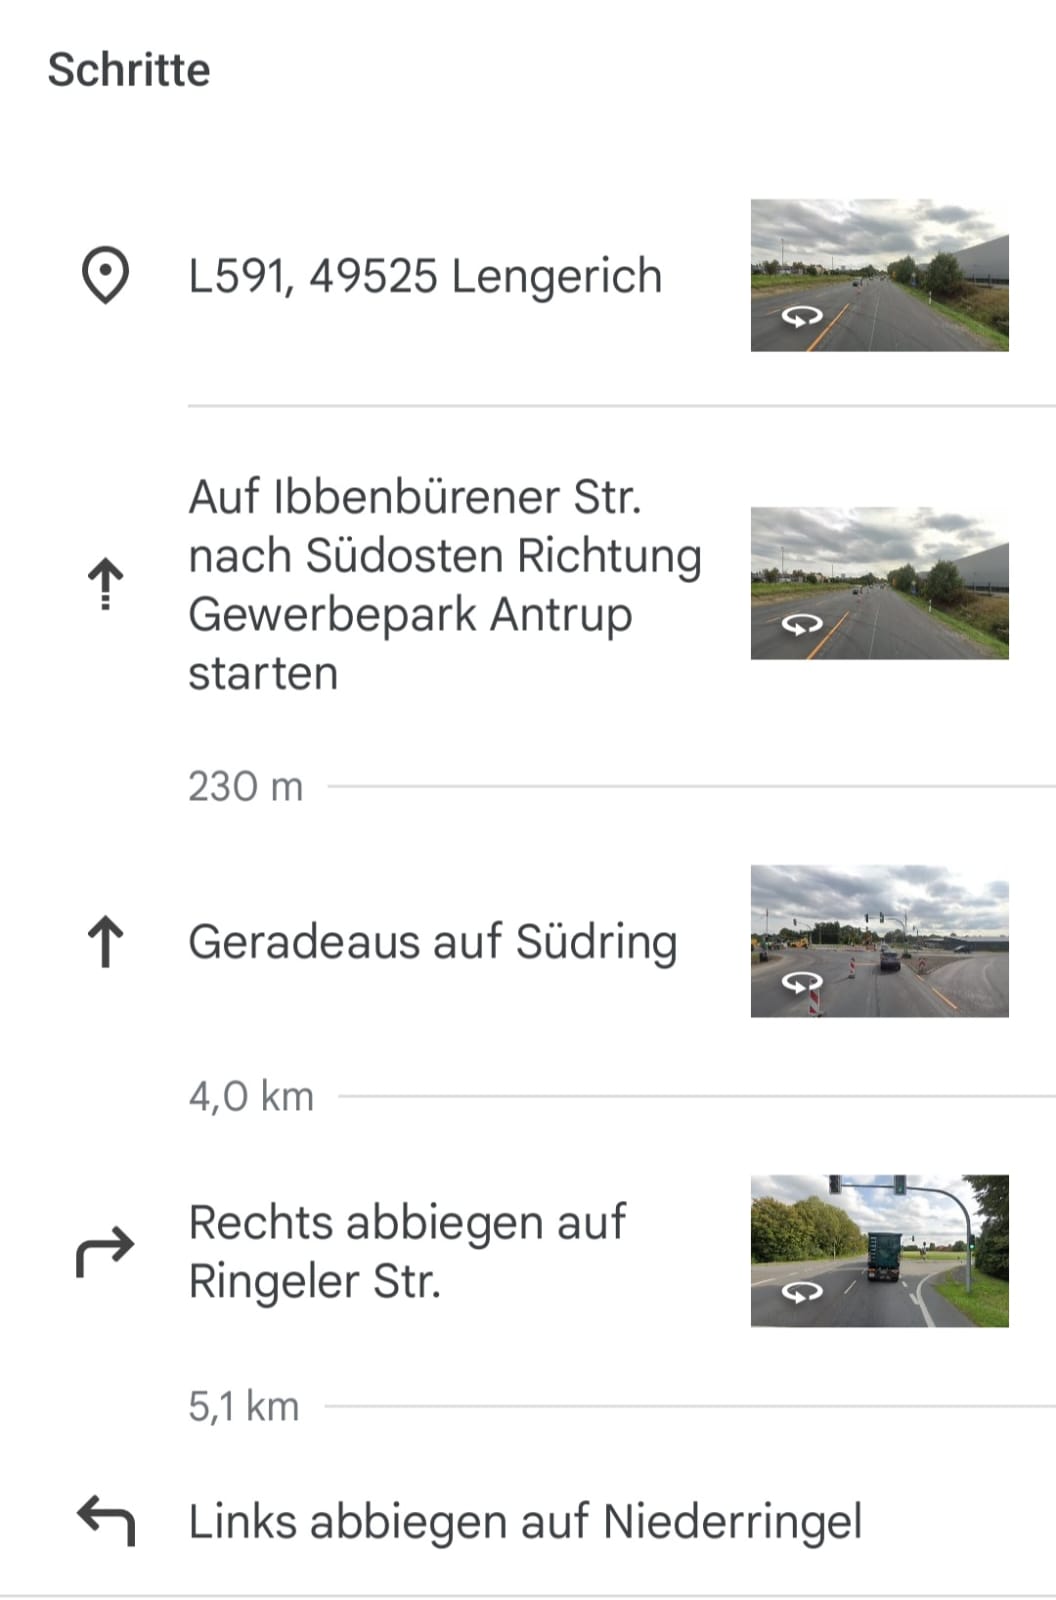 Schritte
L591, 49525 Lengerich
Auf Ibbenbürener Str.
nach Südosten Richtung
Gewerbepark Antrup
starten
230 m
Geradeaus auf Südring
4,0 km
Rechts abbiegen auf
Ringeler Str.
5,1 km
Links abbiegen auf Niederringel